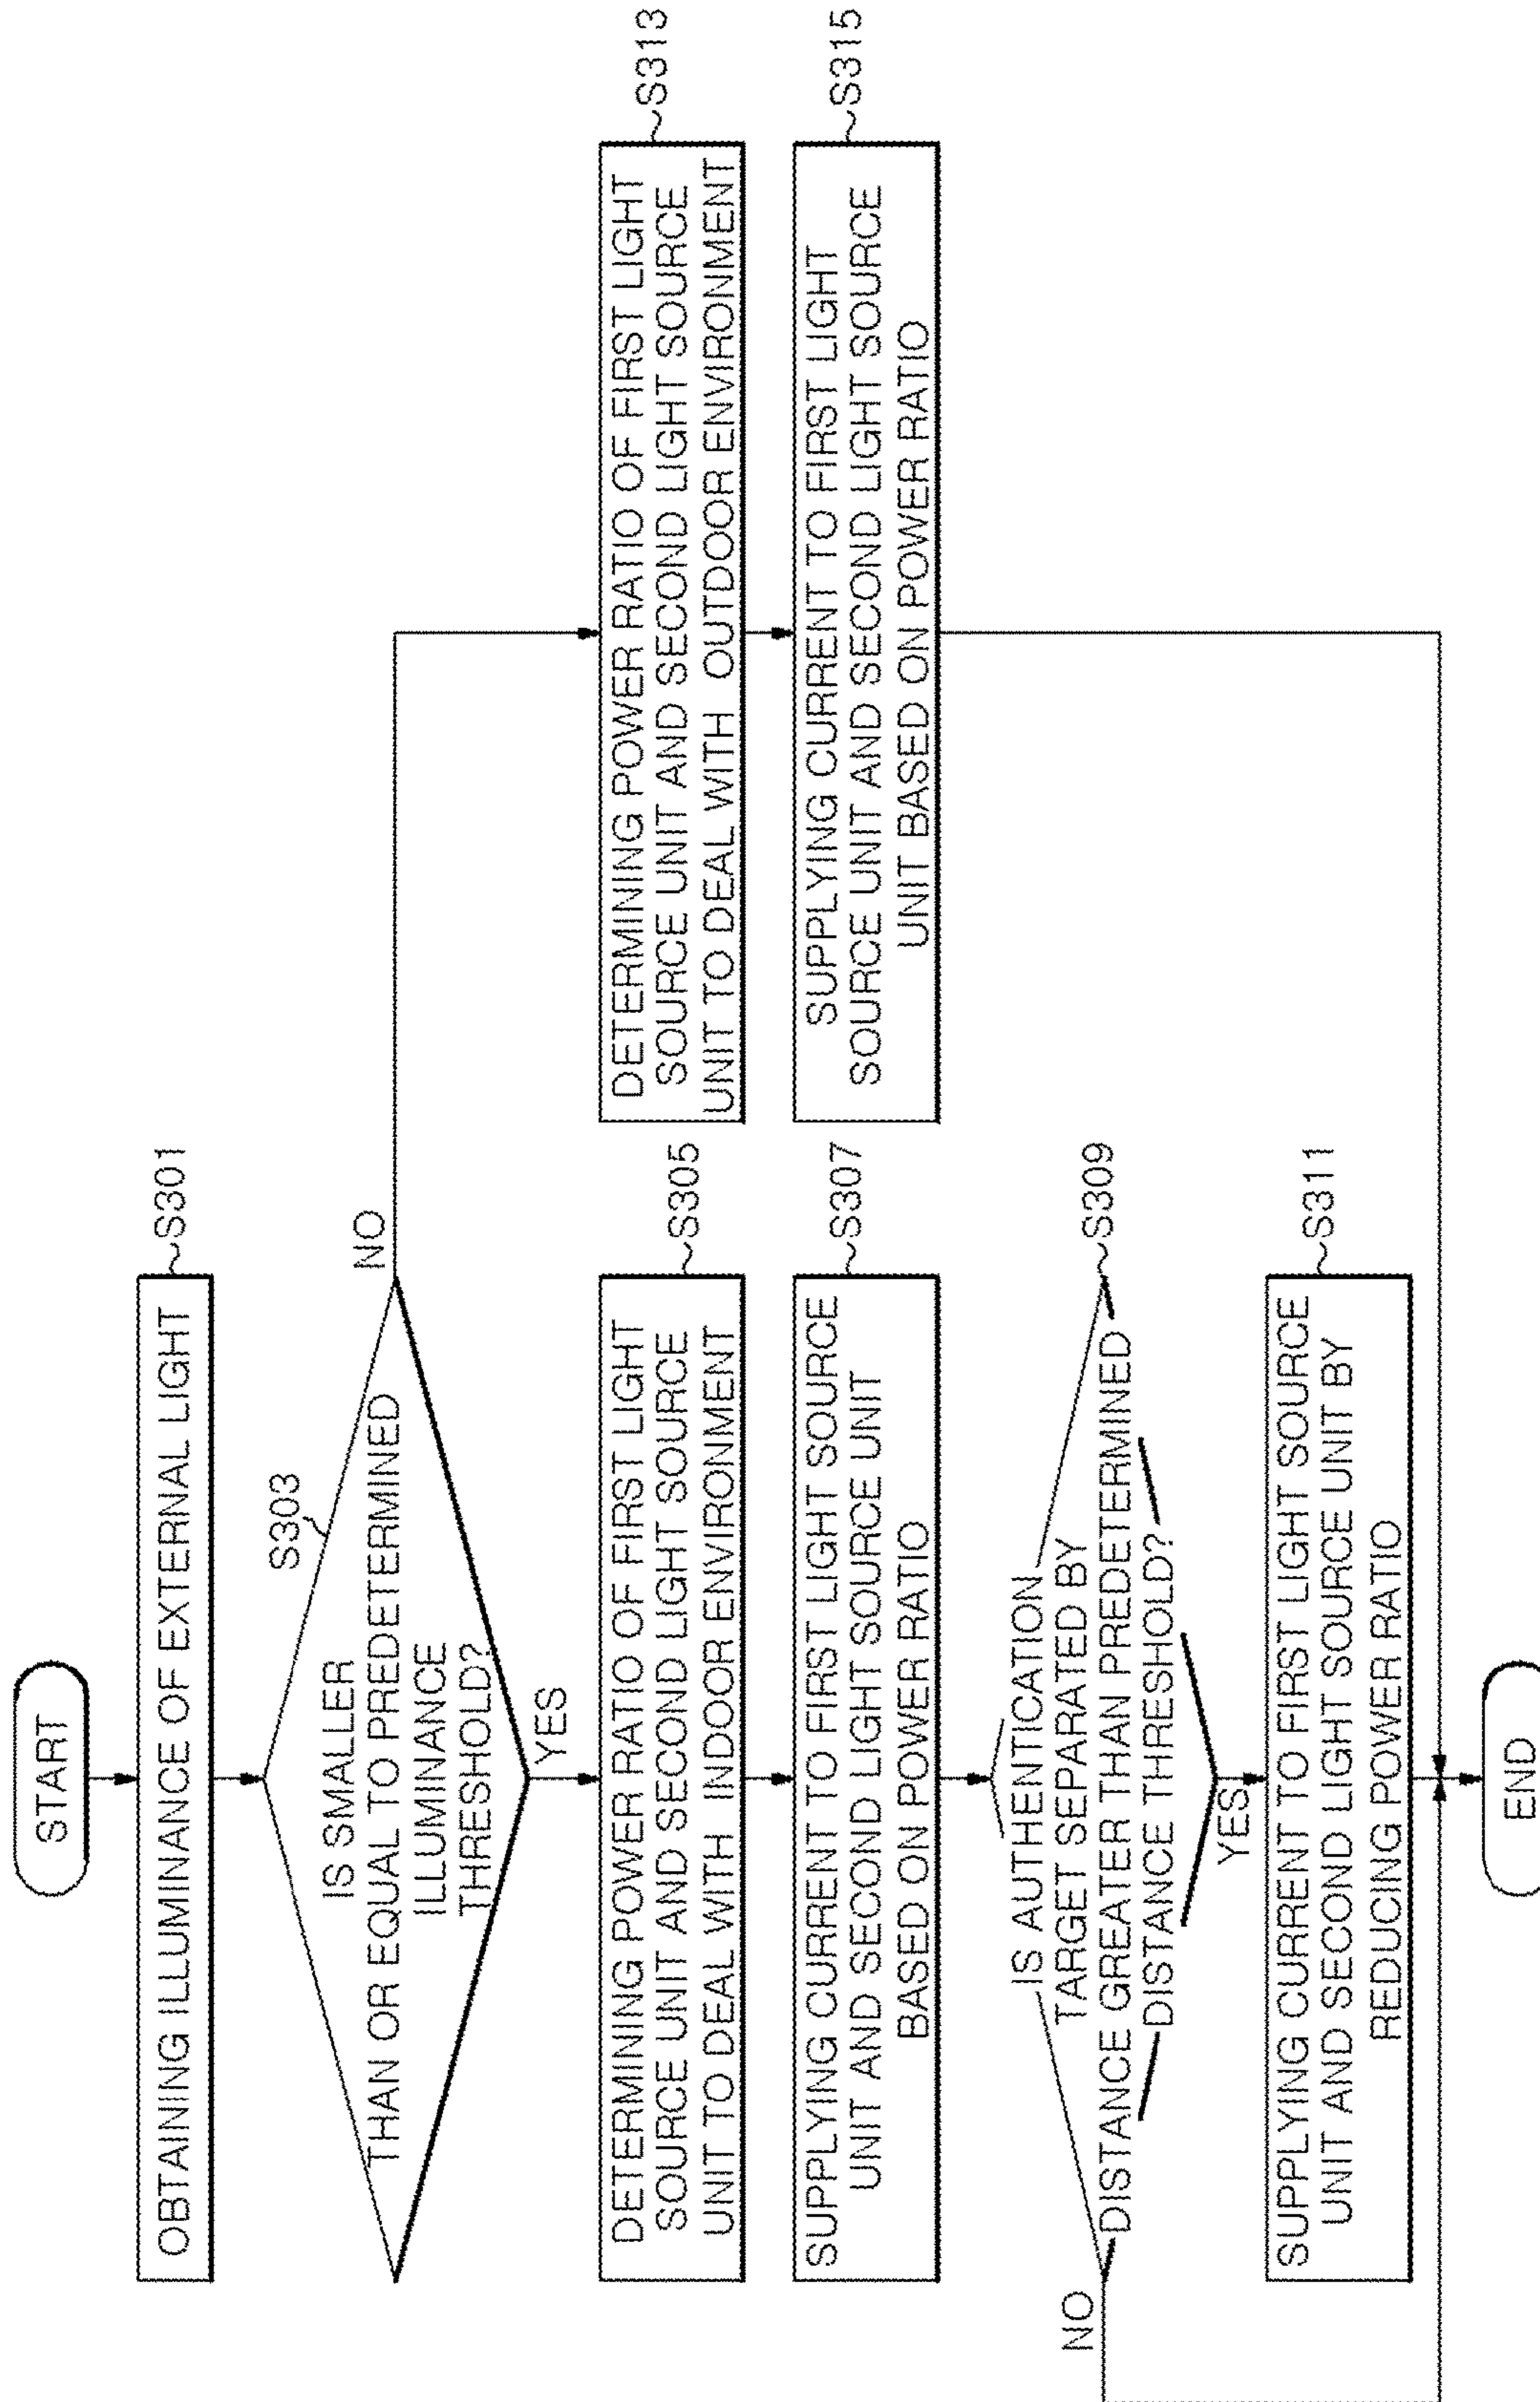 START
OBTAINING ILLUMINANCE OF EXTERNAL LIGHT
~S301
S303
IS SMALLER
THAN OR EQUAL TO PREDETERMINED
ILLUMINANCE
THRESHOLD?
NO
YES
DETERMINING POWER RATIO OF FIRST LIGHT
SOURCE UNIT AND SECOND LIGHT SOURCE
UNIT TO DEAL WITH INDOOR ENVIRONMENT
~S305
DETERMINING POWER RATIO OF FIRST LIGHT
SOURCE UNIT AND SECOND LIGHT SOURCE
UNIT TO DEAL WITH OUTDOOR ENVIRONMENT
~S313
SUPPLYING CURRENT TO FIRST LIGHT SOURCE
UNIT AND SECOND LIGHT SOURCE UNIT
BASED ON POWER RATIO
~S307
SUPPLYING CURRENT TO FIRST LIGHT
SOURCE UNIT AND SECOND LIGHT SOURCE
UNIT BASED ON POWER RATIO
~S315
IS AUTHENTICATION
TARGET SEPARATED BY
DISTANCE GREATER THAN PREDETERMINED
DISTANCE THRESHOLD?
~S309
NO
YES
SUPPLYING CURRENT TO FIRST LIGHT SOURCE
UNIT AND SECOND LIGHT SOURCE UNIT BY
REDUCING POWER RATIO
~S311
END